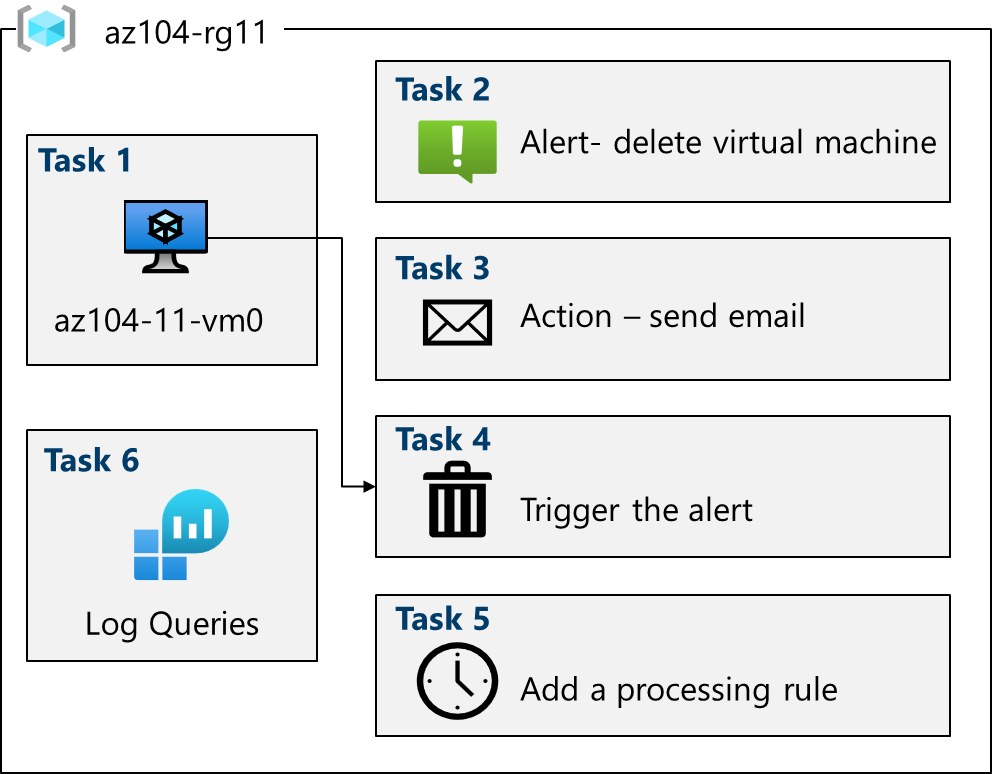 az104-rg11
Task 1
az104-11-vm0
Task 2
Alert- delete virtual machine
Task 3
Action – send email
Task 4
Trigger the alert
Task 5
Add a processing rule
Task 6
Log Queries